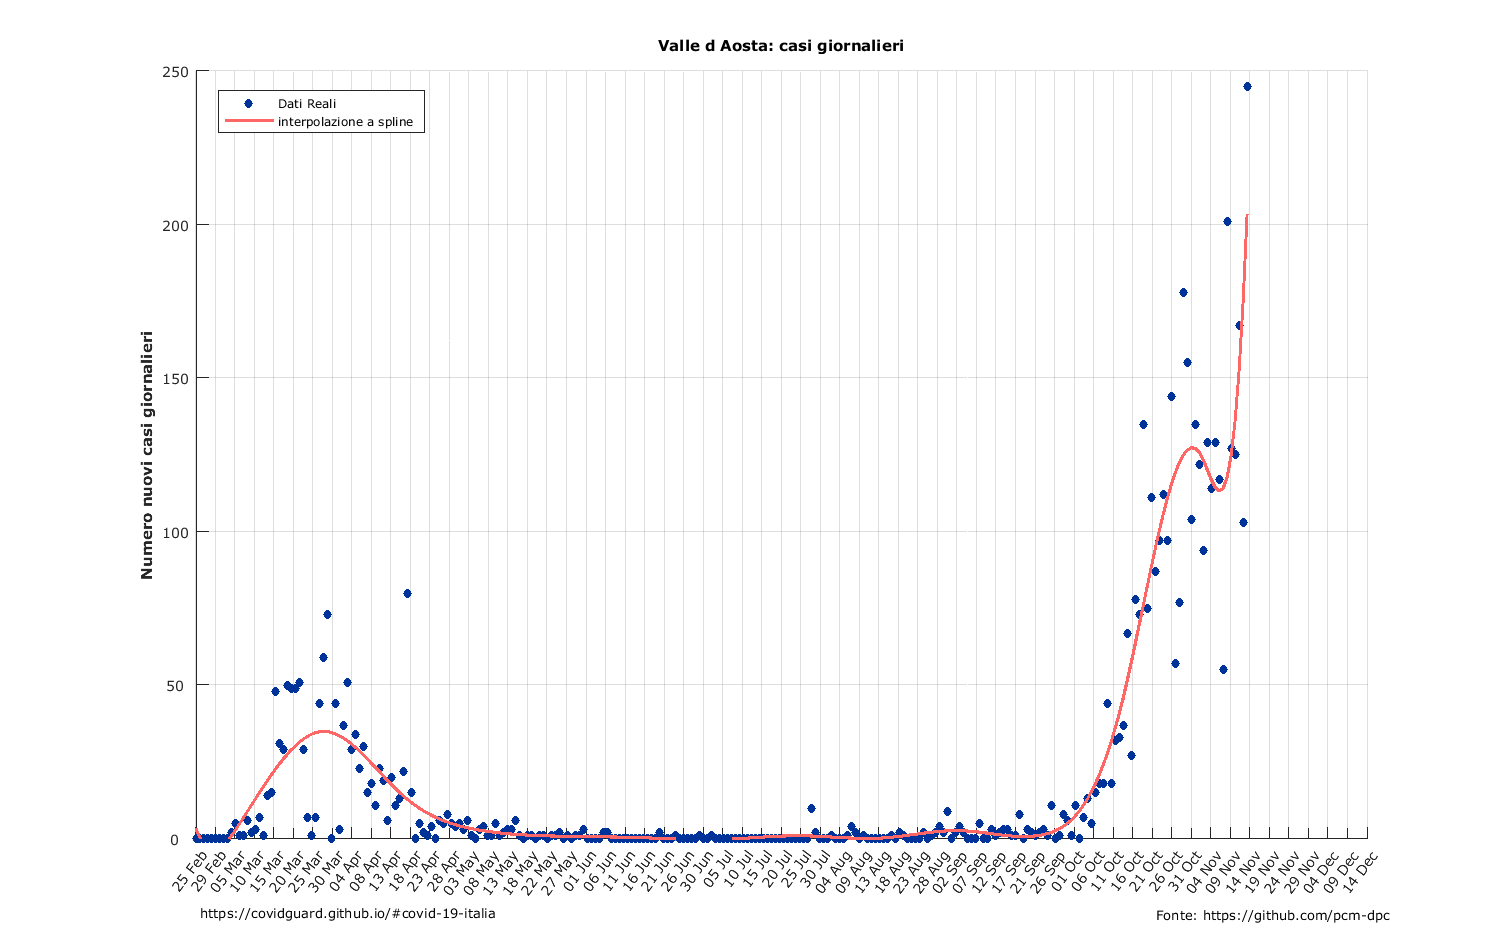 Valle d Aosta: casi giornalieri
Dati Reali
interpolazione a spline
Numero nuovi casi giornalieri
250
200
150
100
50
0
25 Feb
29 Feb
05 Mar
10 Mar
15 Mar
20 Mar
25 Mar
30 Mar
04 Apr
08 Apr
13 Apr
18 Apr
23 Apr
28 Apr
03 May
08 May
13 May
18 May
22 May
27 May
01 Jun
06 Jun
11 Jun
16 Jun
21 Jun
26 Jun
30 Jun
05 Jul
10 Jul
15 Jul
20 Jul
25 Jul
30 Jul
04 Aug
09 Aug
13 Aug
18 Aug
23 Aug
28 Aug
02 Sep
07 Sep
12 Sep
17 Sep
21 Sep
26 Sep
01 Oct
06 Oct
11 Oct
16 Oct
21 Oct
26 Oct
31 Oct
04 Nov
09 Nov
14 Nov
19 Nov
24 Nov
29 Nov
04 Dec
09 Dec
14 Dec
https://covidguard.github.io/#covid-19-italia
Fonte: https://github.com/pcm-dpc